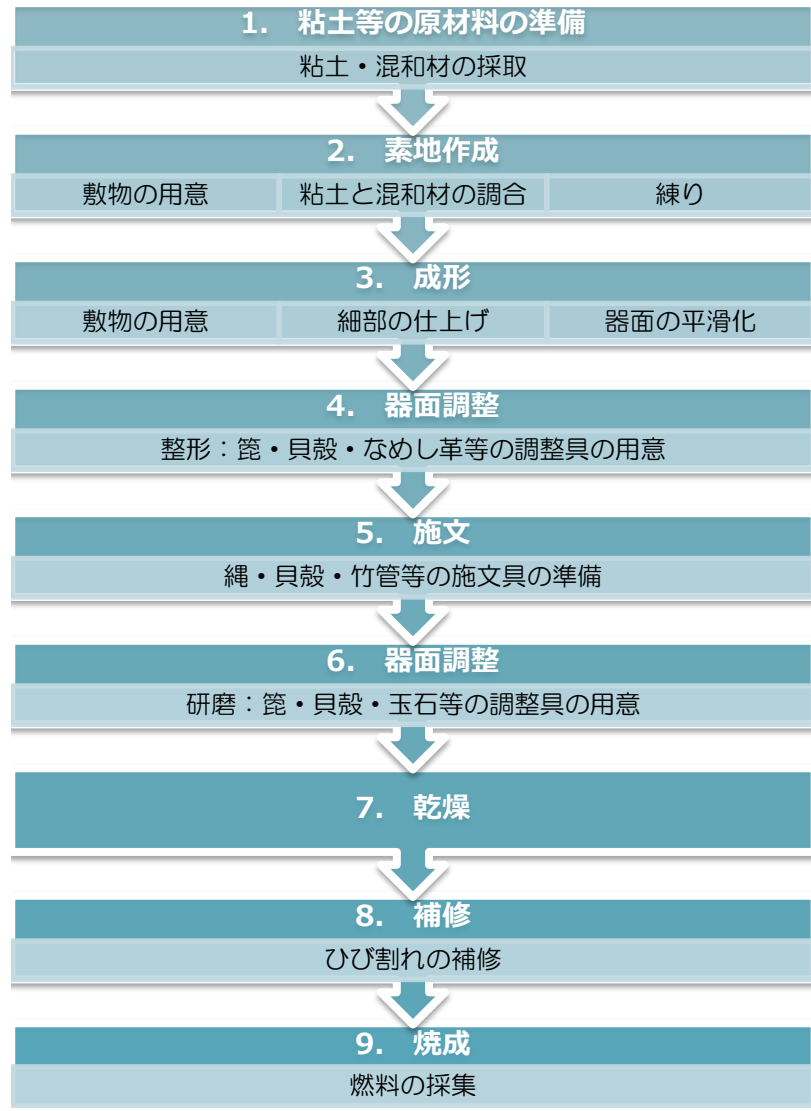 1. 粘土等の原材料の準備
粘土・混和材の採取
2. 素地作成
敷物の用意 粘土と混和材の調合 練り
3. 成形
敷物の用意 細部の仕上げ 器面の平滑化
4. 器面調整
整形：箆・貝殻・なめし革等の調整具の用意
5. 施文
縄・貝殻・竹管等の施文具の準備
6. 器面調整
研磨：箆・貝殻・玉石等の調整具の用意
7. 乾燥
8. 補修
ひび割れの補修
9. 焼成
燃料の採集